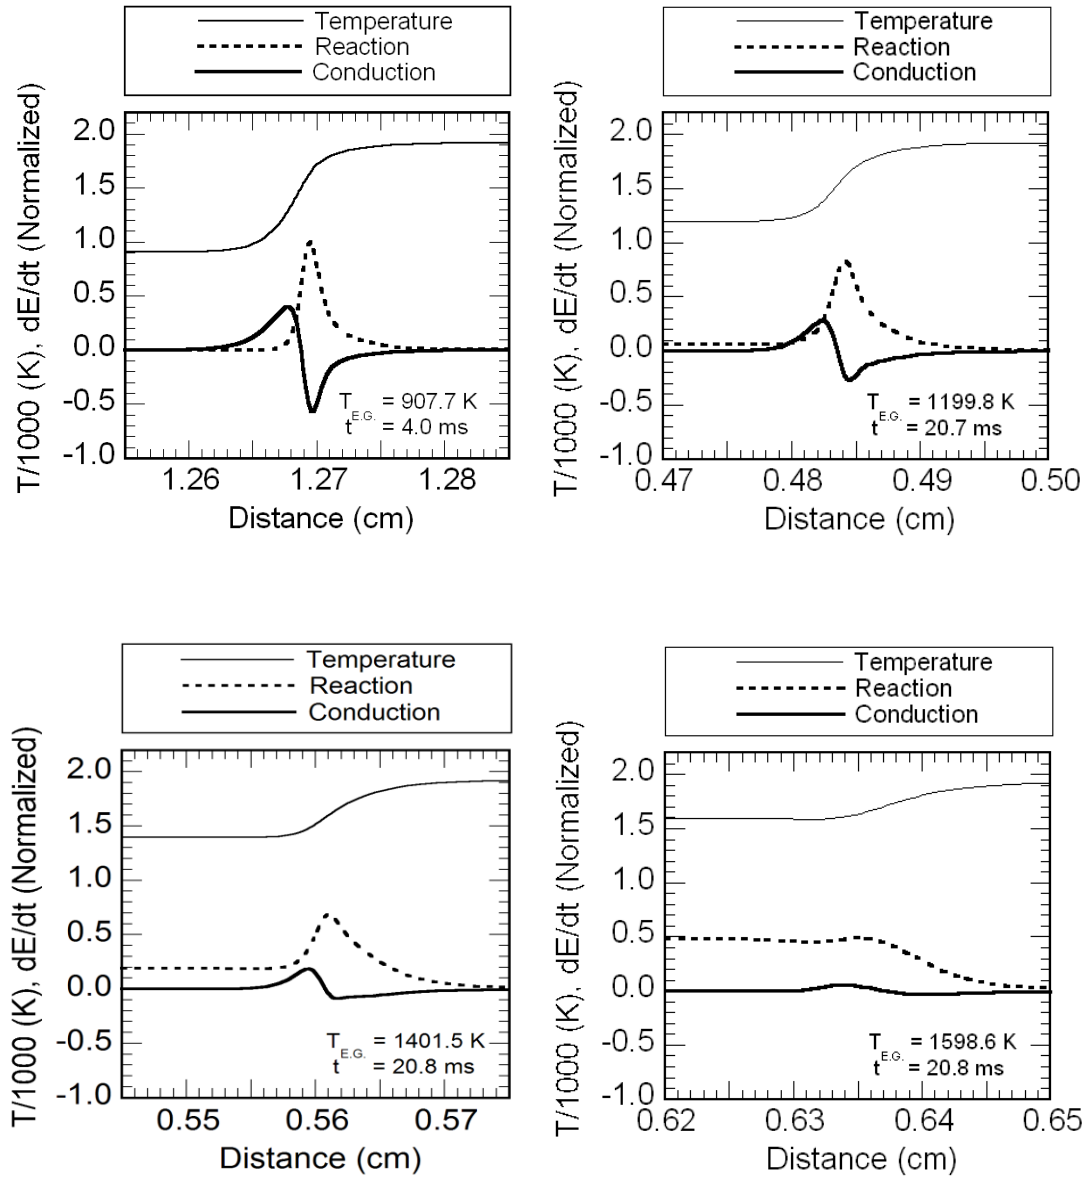 Temperature
Reaction
Conduction
T/1000 (K), dE/dt (Normalized)
2.0
1.5
1.0
0.5
0.0
-0.5
-1.0
T E.G. = 907.7 K
t = 4.0 ms
1.26
1.27
1.28
Distance (cm)
Temperature
Reaction
Conduction
T/1000 (K), dE/dt (Normalized)
2.0
1.5
1.0
0.5
0.0
-0.5
-1.0
T E.G. = 1199.8 K
t = 20.7 ms
0.47
0.48
0.49
0.50
Distance (cm)
Temperature
Reaction
Conduction
T/1000 (K), dE/dt (Normalized)
2.0
1.5
1.0
0.5
0.0
-0.5
-1.0
T E.G. = 1401.5 K
t = 20.8 ms
0.55
0.56
0.57
Distance (cm)
Temperature
Reaction
Conduction
T/1000 (K), dE/dt (Normalized)
2.0
1.5
1.0
0.5
0.0
-0.5
-1.0
T E.G. = 1598.6 K
t = 20.8 ms
0.62
0.63
0.64
0.65
Distance (cm)